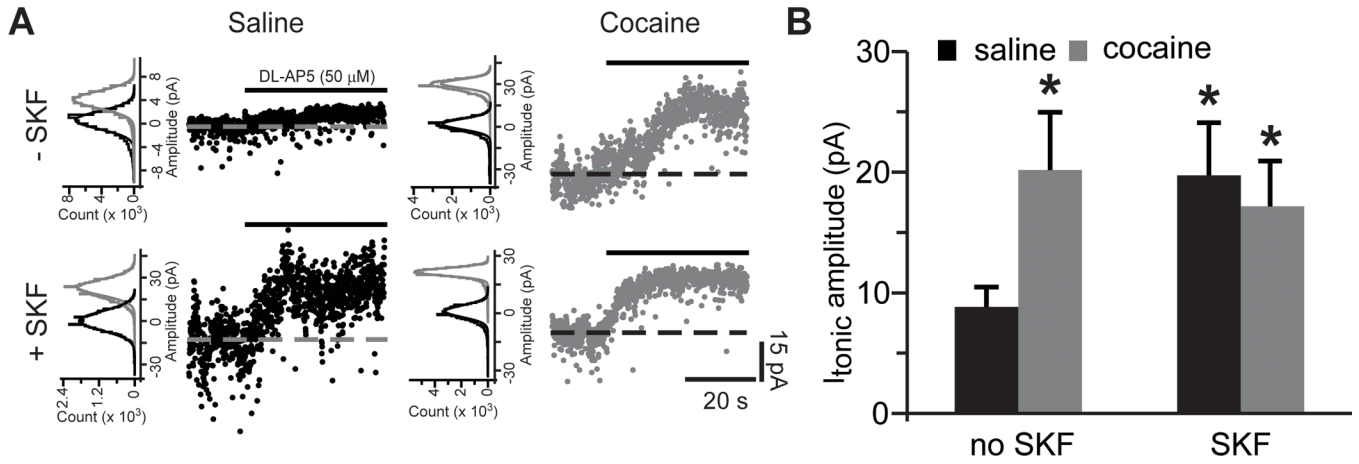 A
Saline
Cocaine
- SKF
8
4
0
-4
-8
Amplitude (pA)
8
4
0
Count (x 10³)
DL-AP5 (50 µM)
30
0
-30
Amplitude (pA)
4
2
0
Count (x 10³)
+ SKF
30
0
-30
Amplitude (pA)
2.4
1.2
0
Count (x 10³)
30
0
-30
Amplitude (pA)
4
2
0
Count (x 10³)
15 pA
20 s
B
saline cocaine
30
20
10
0
Itonic amplitude (pA)
*
*
*
no SKF
SKF